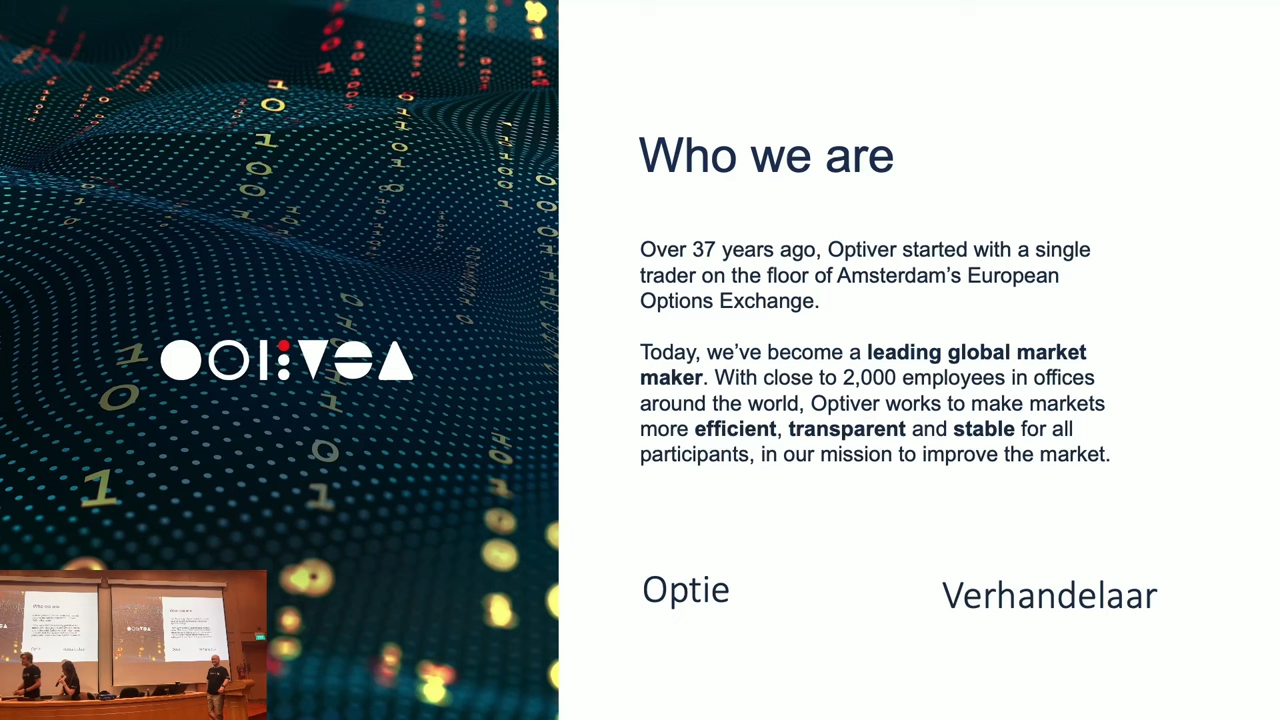 Who we are
Over 37 years ago, Optiver started with a single
trader on the floor of Amsterdam’s European
Options Exchange.
Today, we’ve become a leading global market
maker. With close to 2,000 employees in offices
around the world, Optiver works to make markets
more efficient, transparent and stable for all
participants, in our mission to improve the market.
Optie
Verhandelaar